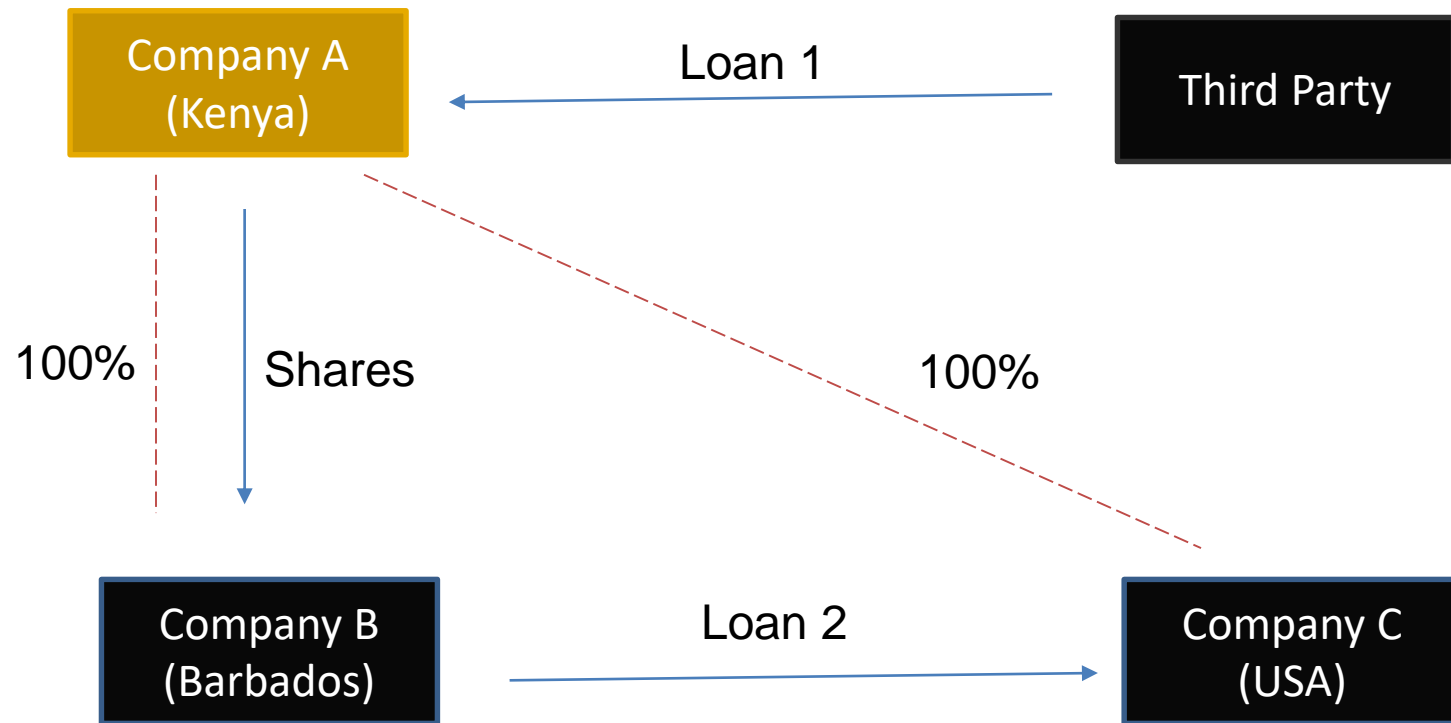 Company A
(Kenya)
Loan 1
Third Party
100%
Shares
100%
Company B
(Barbados)
Loan 2
Company C
(USA)